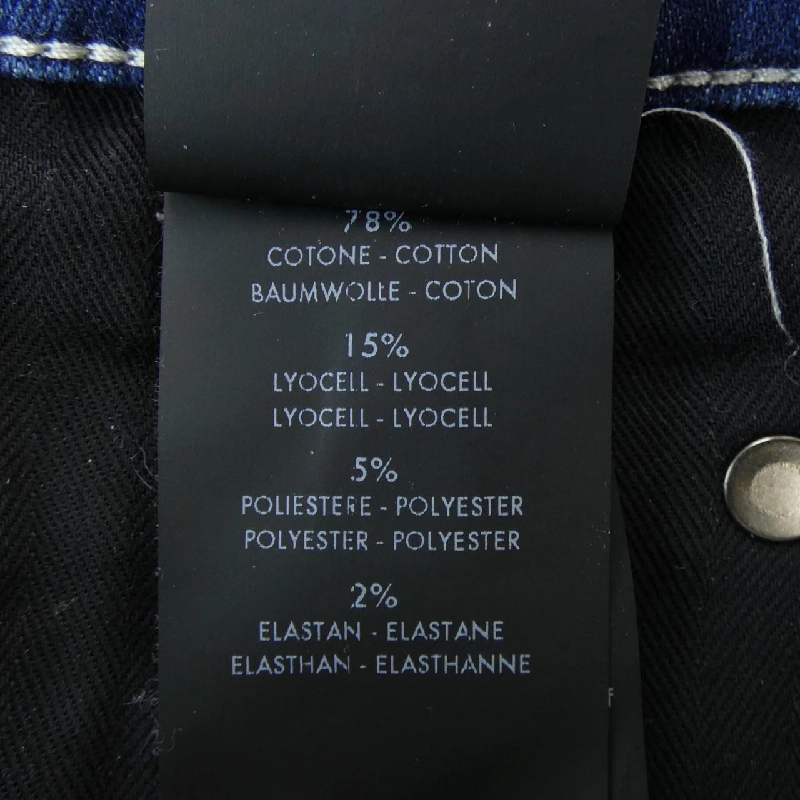 78%
COTONE - COTTON
BAUMWOLLE - COTON
15%
LYOCELL - LYOCELL
LYOCELL - LYOCELL
5%
POLIESTERE - POLYESTER
POLYESTER - POLYESTER
2%
ELASTAN - ELASTANE
ELASTHAN - ELASTHANNE
F